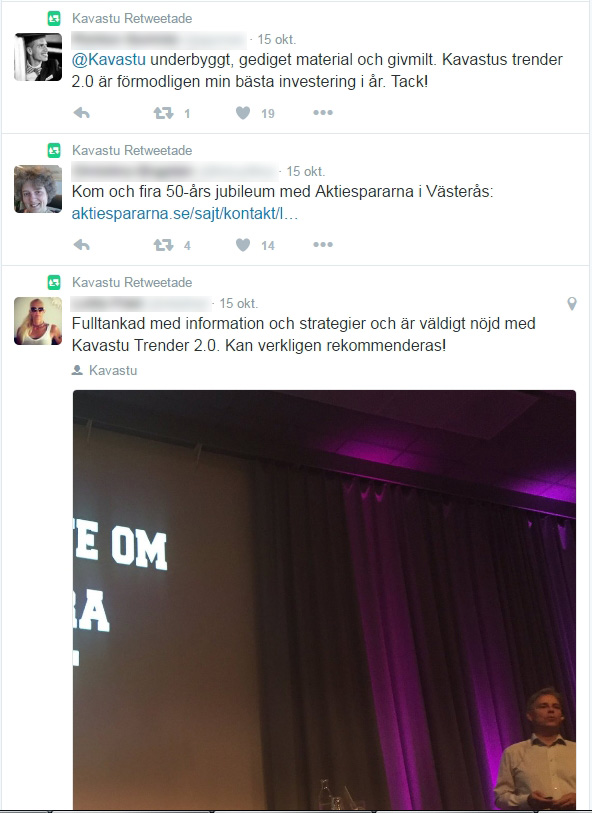 Kavastu Retweetade
· 15 okt.
@Kavastu underbyggt, gediget material och givmilt. Kavastus trender
2.0 är förmodligen min bästa investering i år. Tack!
1 19
Kavastu Retweetade
· 15 okt.
Kom och fira 50-års jubileum med Aktiespararna i Västerås:
aktiespararna.se/sajt/kontakt/l…
4 14
Kavastu Retweetade
· 15 okt.
Fulltankad med information och strategier och är väldigt nöjd med
Kavastu Trender 2.0. Kan verkligen rekommenderas!
Kavastu
E OM
RA